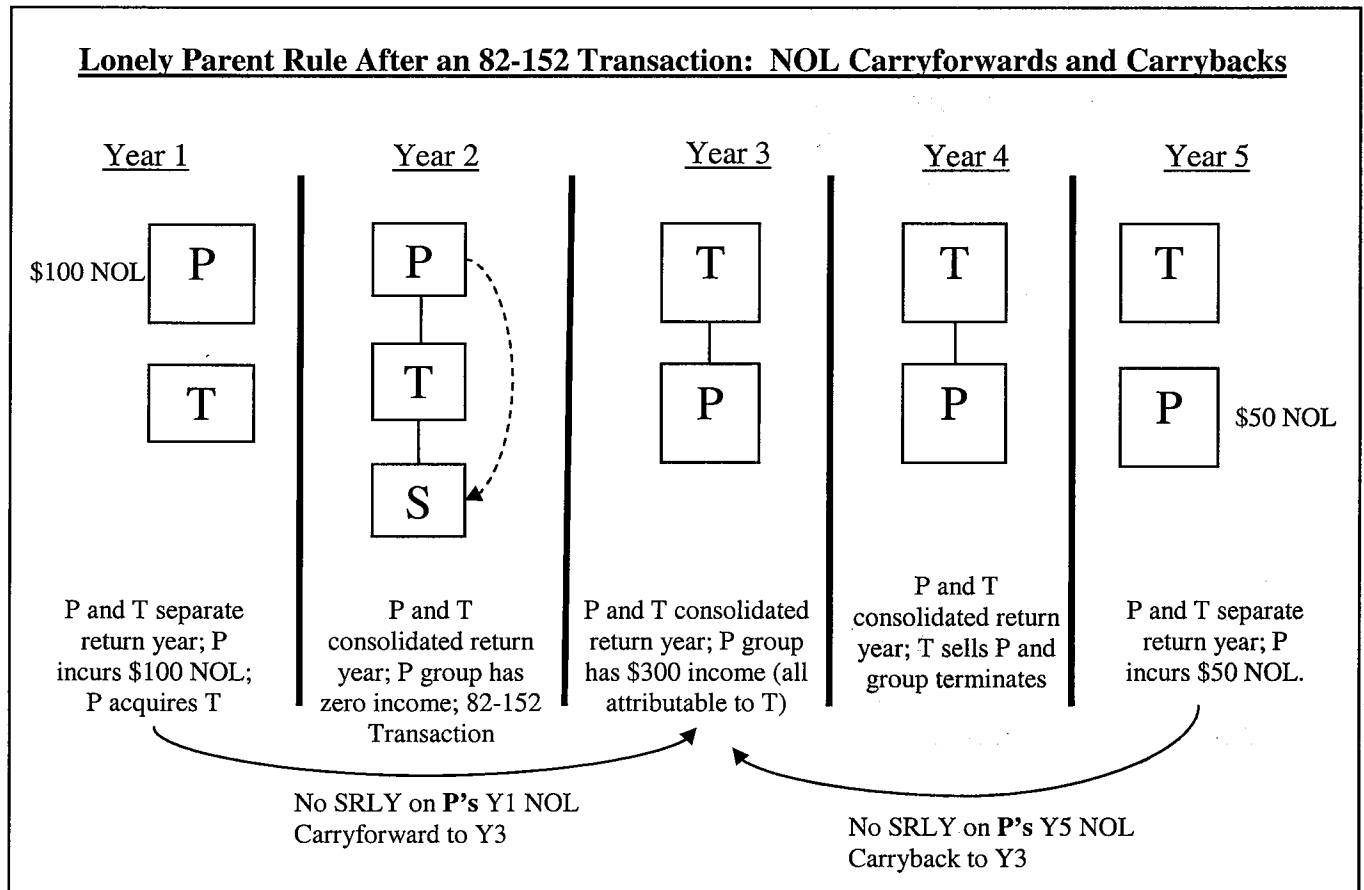 Lonely Parent Rule After an 82-152 Transaction: NOL Carryforwards and Carrybacks
Year 1
Year 2
Year 3
Year 4
Year 5
$100 NOL
P
T
P
T
S
T
P
T
P
T
P
$50 NOL
P and T separate
return year; P
incurs $100 NOL;
P acquires T
P and T
consolidated return
year; P group has
zero income; 82-152
Transaction
P and T consolidated
return year; P group
has $300 income (all
attributable to T)
P and T
consolidated return
year; T sells P and
group terminates
P and T separate
return year; P
incurs $50 NOL.
No SRLY on P's Y1 NOL
Carryforward to Y3
No SRLY on P's Y5 NOL
Carryback to Y3